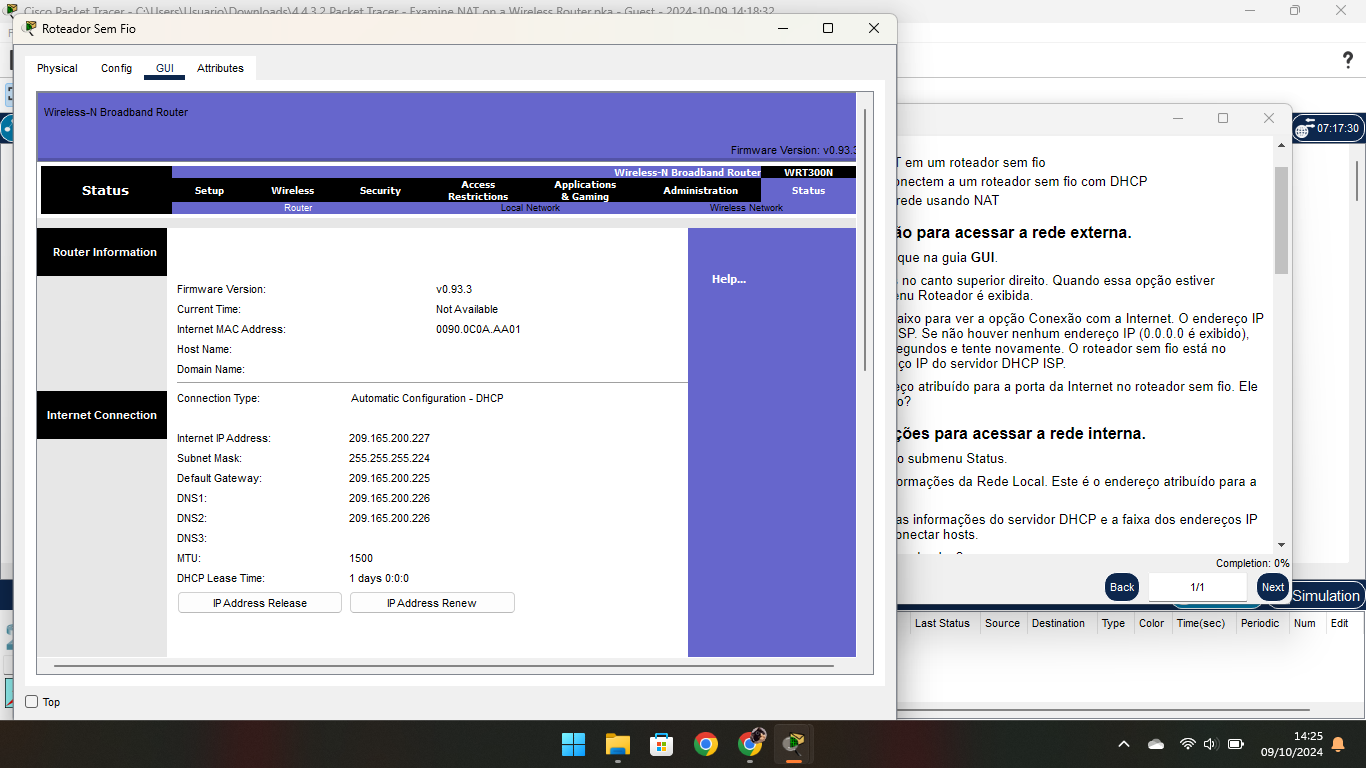 Cisco Packet Tracer - C:\Users\Usuario\Downloads\4.4.3.2 Packet Tracer - Examine NAT on a Wireless Router.pka - Guest - 2024-10-09 14:18:32
Roteador Sem Fio
Physical Config GUI Attributes
Wireless-N Broadband Router
Firmware Version: v0.93.3
Wireless-N Broadband Router WRT300N
Status
Setup Wireless Security Access Restrictions Applications & Gaming Administration Status
Router Local Network Wireless Network
Router Information
Help...
Firmware Version: v0.93.3
Current Time: Not Available
Internet MAC Address: 0090.0C0A.AA01
Host Name:
Domain Name:
Internet Connection
Connection Type: Automatic Configuration - DHCP
Internet IP Address: 209.165.200.227
Subnet Mask: 255.255.255.224
Default Gateway: 209.165.200.225
DNS1: 209.165.200.226
DNS2: 209.165.200.226
DNS3:
MTU: 1500
DHCP Lease Time: 1 days 0:0:0
IP Address Release IP Address Renew
Top
?
07:17:30
T em um roteador sem fio
onectem a um roteador sem fio com DHCP
rede usando NAT
ão para acessar a rede externa.
que na guia GUI.
no canto superior direito. Quando essa opção estiver
nu Roteador é exibida.
aixo para ver a opção Conexão com a Internet. O endereço IP
SP. Se não houver nenhum endereço IP (0.0.0.0 é exibido),
egundos e tente novamente. O roteador sem fio está no
ço IP do servidor DHCP ISP.
eço atribuído para a porta da Internet no roteador sem fio. Ele
o?
ções para acessar a rede interna.
o submenu Status.
ormações da Rede Local. Este é o endereço atribuído para a
as informações do servidor DHCP e a faixa dos endereços IP
onectar hosts.
Completion: 0%
Back 1/1 Next
Simulation
Last Status Source Destination Type Color Time(sec) Periodic Num Edit
14:25
09/10/2024